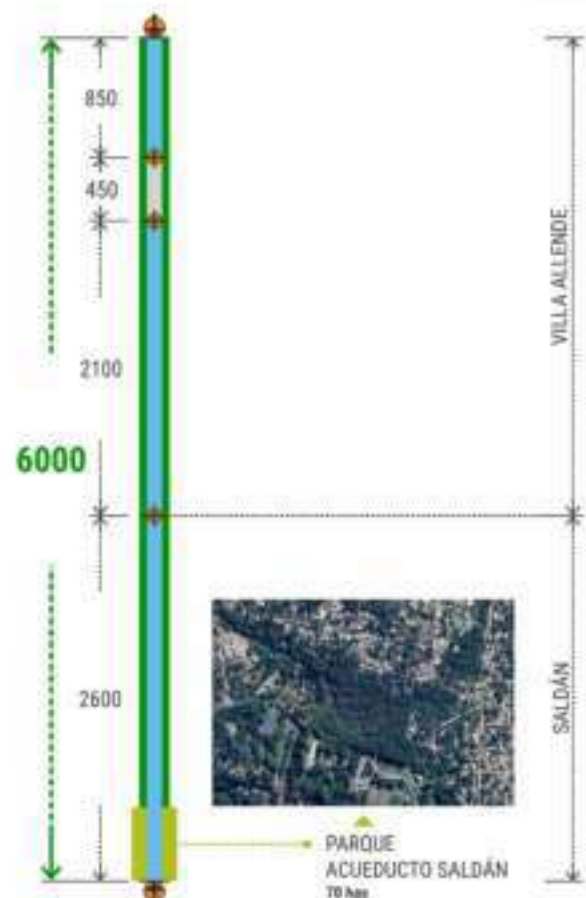 850
450
2100
6000
2600
VILLA ALLENDE
SALDÁN
PARQUE
ACUEDUCTO SALDÁN
70 has